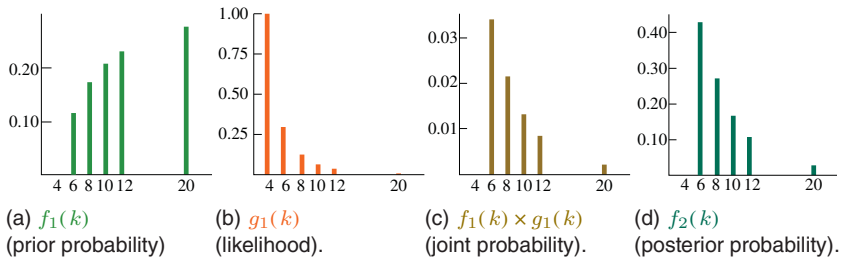 0.20
0.10
4 6 8 10 12 20
(a) f₁(k)
(prior probability)
1.00
0.75
0.50
0.25
4 6 8 10 12 20
(b) g₁(k)
(likelihood).
0.03
0.02
0.01
4 6 8 10 12 20
(c) f₁(k) × g₁(k)
(joint probability).
0.40
0.30
0.20
0.10
4 6 8 10 12 20
(d) f₂(k)
(posterior probability).